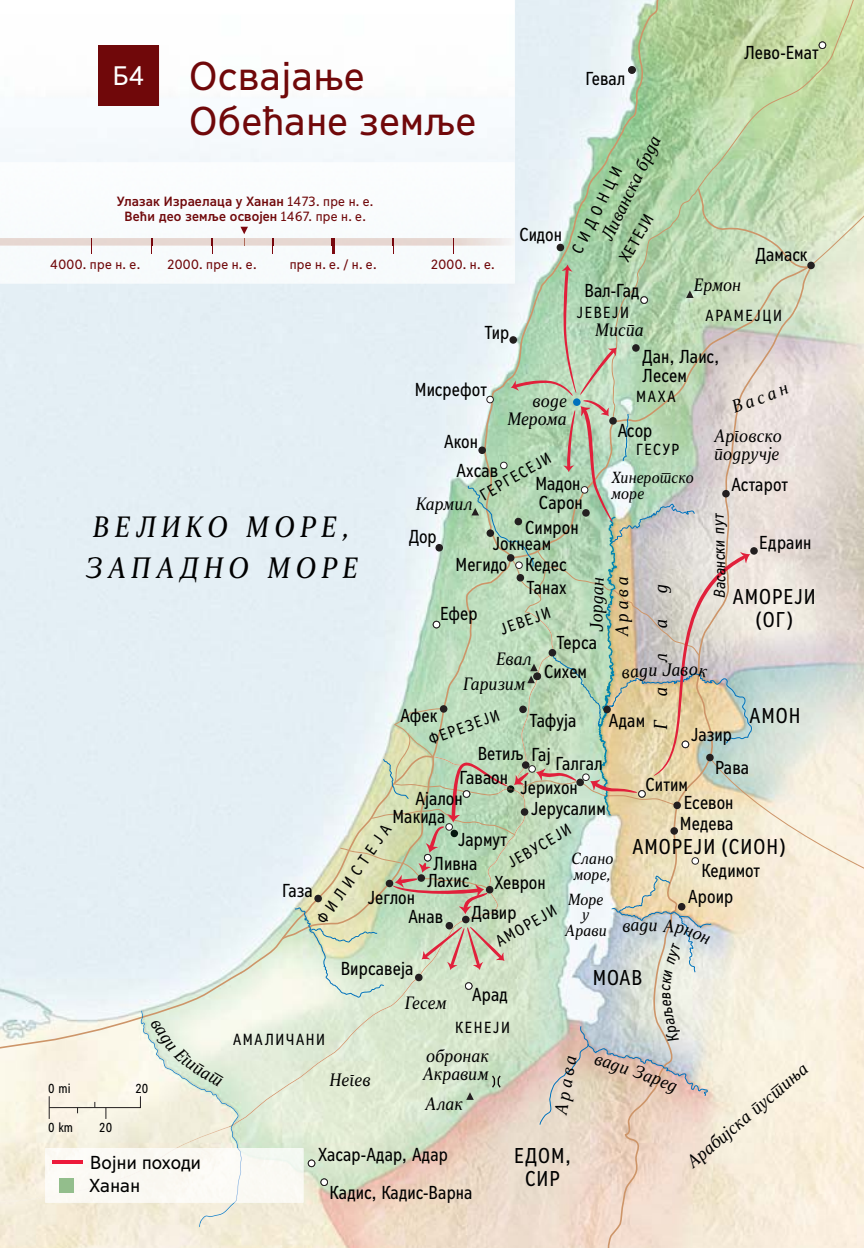 Б4
Освајање
Обећане земље
Улазак Израелаца у Ханан 1473. пре н. е.
Већи део земље освојен 1467. пре н. е.
4000. пре н. е.
2000. пре н. е.
пре н. е. / н. е.
2000. н. е.
Лево-Емат
Гевал
СИДОНЦИ
Ливанска брда
ХЕТЕЈИ
Сидон
Дамаск
Вал-Гад
Ермон
ЈЕВЕЈИ
АРАМЕЈЦИ
Миспа
Тир
Дан, Лаис,
Лесем
МАХА
Мисрефот
воде
Мерома
Васан
Асор
Акон
ГЕСУР
Арговско
подручје
Ахсав
ГЕРГЕСЕЈИ
Мадон
Хинеротско
море
Сарон
Астарот
Кармил
Симрон
ВЕЛИКО МОРЕ,
ЗАПАДНО МОРЕ
Дор
Јокнеам
Васански пут
Едраин
Мегидо
Кедес
Танах
Јордан
Арава
АМОРЕЈИ
(ОГ)
Ефер
ЈЕВЕЈИ
Галад
Терса
Евал
Сихем
вади Јавок
Гаризим
Афек
ФЕРЕЗЕЈИ
Тафуја
Адам
АМОН
Јазир
Ветиљ
Гај
Галгал
Рава
Гаваон
Јерихон
Ситим
Ајалон
Јерусалим
Есевон
Макида
Медева
Јармут
ЈЕВУСЕЈИ
АМОРЕЈИ (СИОН)
ФИЛИСТЕЈА
Ливна
Слано
море,
Море
у
Арави
Кедимот
Лахис
Газа
Јеглон
Хеврон
Ароир
Анав
Давир
АМОРЕЈИ
вади Арнон
Вирсавеја
МОАВ
Краљевски пут
Гесем
Арад
вади Египат
АМАЛИЧАНИ
КЕНЕЈИ
обронак
Акравим
Негев
Арава
вади Заред
Алак
Арабијска пустиња
0 mi
20
0 km
20
Хасар-Адар, Адар
ЕДОМ,
СИР
Војни походи
Ханан
Кадис, Кадис-Варна